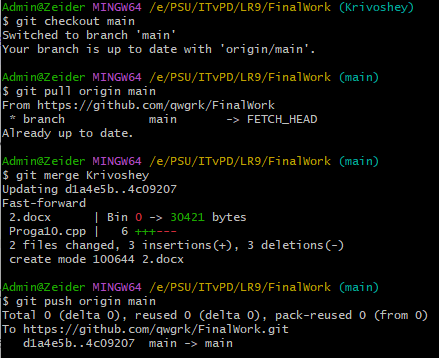 Admin@Zeider MINGW64 /e/PSU/ITvPD/LR9/FinalWork (Krivoshey)
$ git checkout main
Switched to branch 'main'
Your branch is up to date with 'origin/main'.
Admin@Zeider MINGW64 /e/PSU/ITvPD/LR9/FinalWork (main)
$ git pull origin main
From https://github.com/qwgrk/FinalWork
 * branch            main       -> FETCH_HEAD
Already up to date.
Admin@Zeider MINGW64 /e/PSU/ITvPD/LR9/FinalWork (main)
$ git merge Krivoshey
Updating d1a4e5b..4c09207
Fast-forward
 2.docx      | Bin 0 -> 30421 bytes
 Proga10.cpp |   6 +++---
 2 files changed, 3 insertions(+), 3 deletions(-)
 create mode 100644 2.docx
Admin@Zeider MINGW64 /e/PSU/ITvPD/LR9/FinalWork (main)
$ git push origin main
Total 0 (delta 0), reused 0 (delta 0), pack-reused 0 (from 0)
To https://github.com/qwgrk/FinalWork.git
   d1a4e5b..4c09207  main -> main